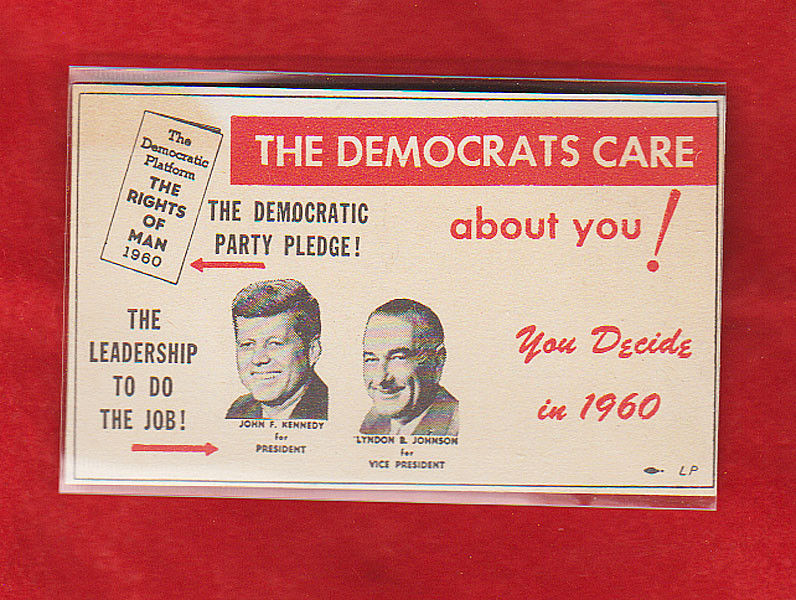 THE DEMOCRATS CARE
about you!
The
Democratic
Platform
THE
RIGHTS
OF
MAN
1960
THE DEMOCRATIC
PARTY PLEDGE!
THE
LEADERSHIP
TO DO
THE JOB!
JOHN F. KENNEDY
for
PRESIDENT
LYNDON B. JOHNSON
for
VICE PRESIDENT
You Decide
in 1960
LP